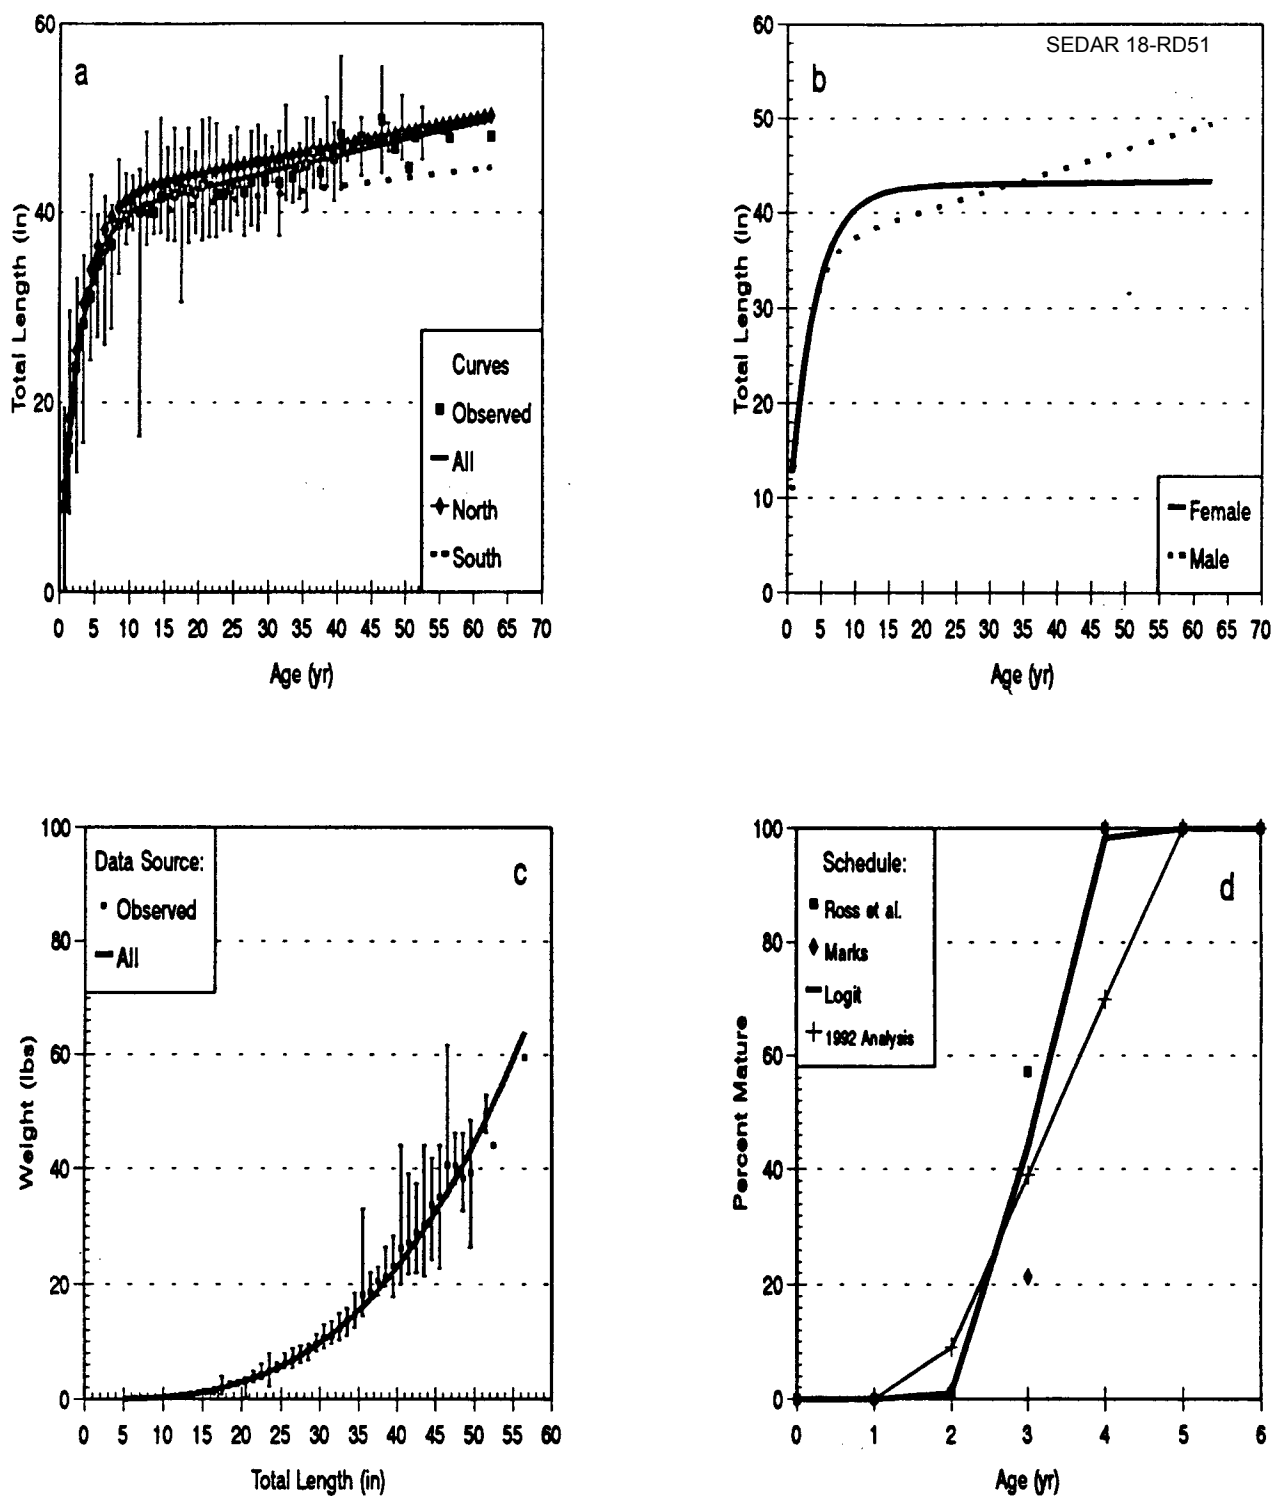 60
a
40
20
0
Total Length (in)
Curves
Observed
All
North
South
0 5 10 15 20 25 30 35 40 45 50 55 60 65 70
Age (yr)
60
SEDAR 18-RD51
b
50
40
30
20
10
0
Total Length (in)
Female
Male
0 5 10 15 20 25 30 35 40 45 50 55 60 65 70
Age (yr)
100
Data Source:
Observed
All
c
80
60
40
20
0
Weight (lbs)
0 5 10 15 20 25 30 35 40 45 50 55 60
Total Length (in)
100
Schedule:
Ross et al.
Marks
Logit
1992 Analysis
d
80
60
40
20
0
Percent Mature
0 1 2 3 4 5 6
Age (yr)